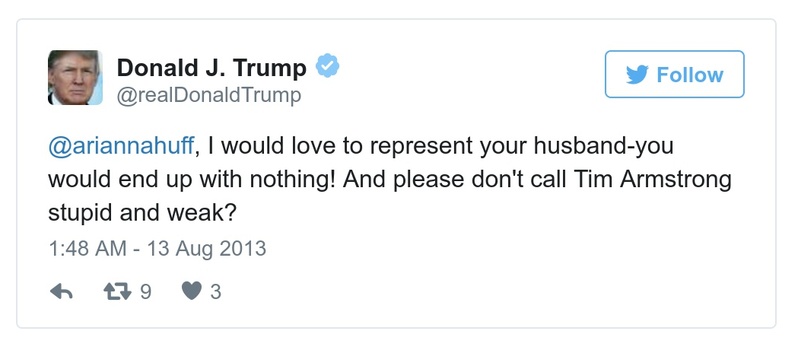 Donald J. Trump
@realDonaldTrump
Follow
@ariannahuff, I would love to represent your husband-you
would end up with nothing! And please don't call Tim Armstrong
stupid and weak?
1:48 AM - 13 Aug 2013
9 3